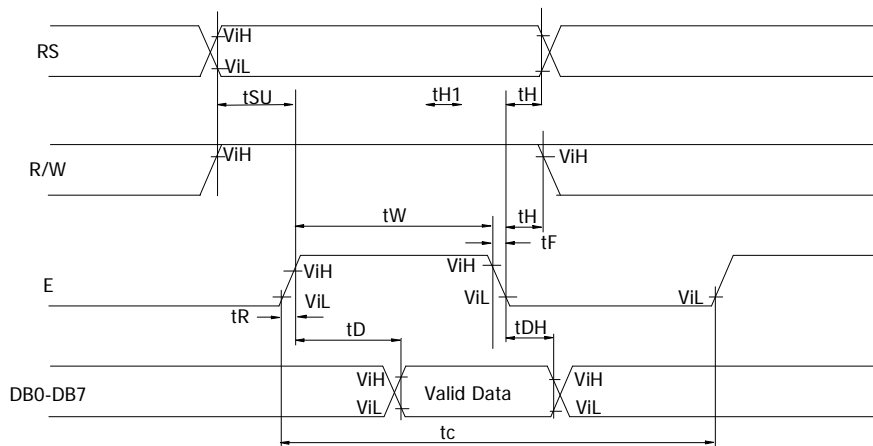 ViH
RS
ViL
tSU
tH1
tH
ViH
ViH
R/W
tW
tH
tF
ViH
ViH
E
ViL
ViL
ViL
tR
tD
tDH
ViH
ViH
DB0-DB7
Valid Data
ViL
ViL
tc